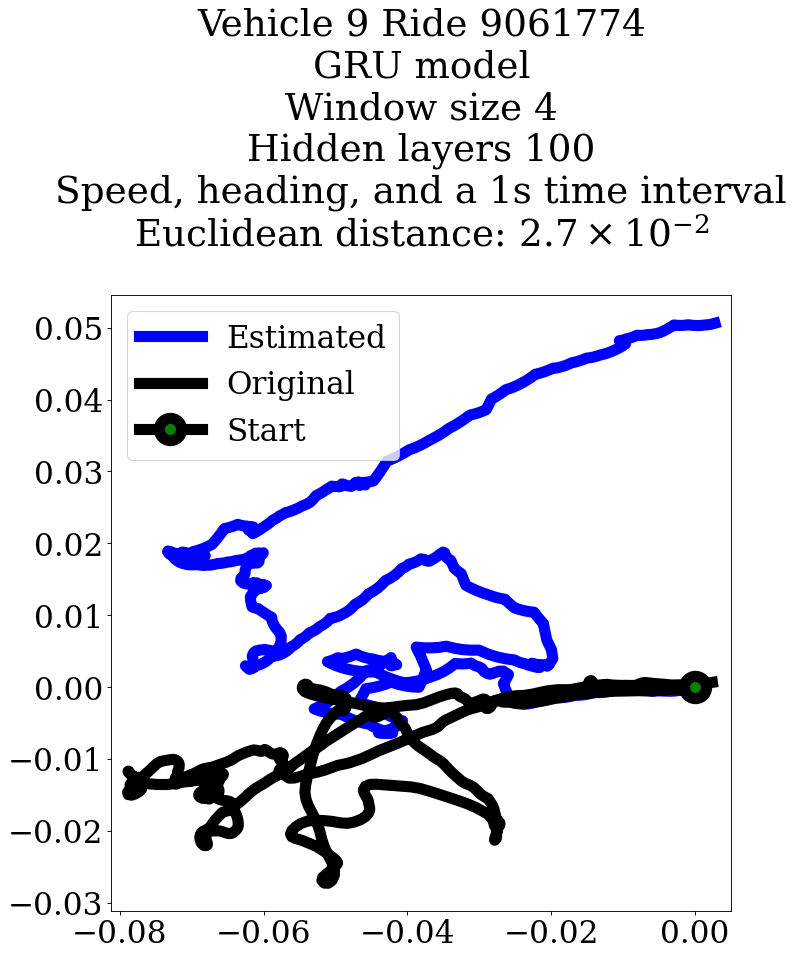 Vehicle 9 Ride 9061774
GRU model
Window size 4
Hidden layers 100
Speed, heading, and a 1s time interval
Euclidean distance: 2.7 × 10⁻²
Estimated
Original
Start
0.05
0.04
0.03
0.02
0.01
0.00
−0.01
−0.02
−0.03
−0.08 −0.06 −0.04 −0.02 0.00